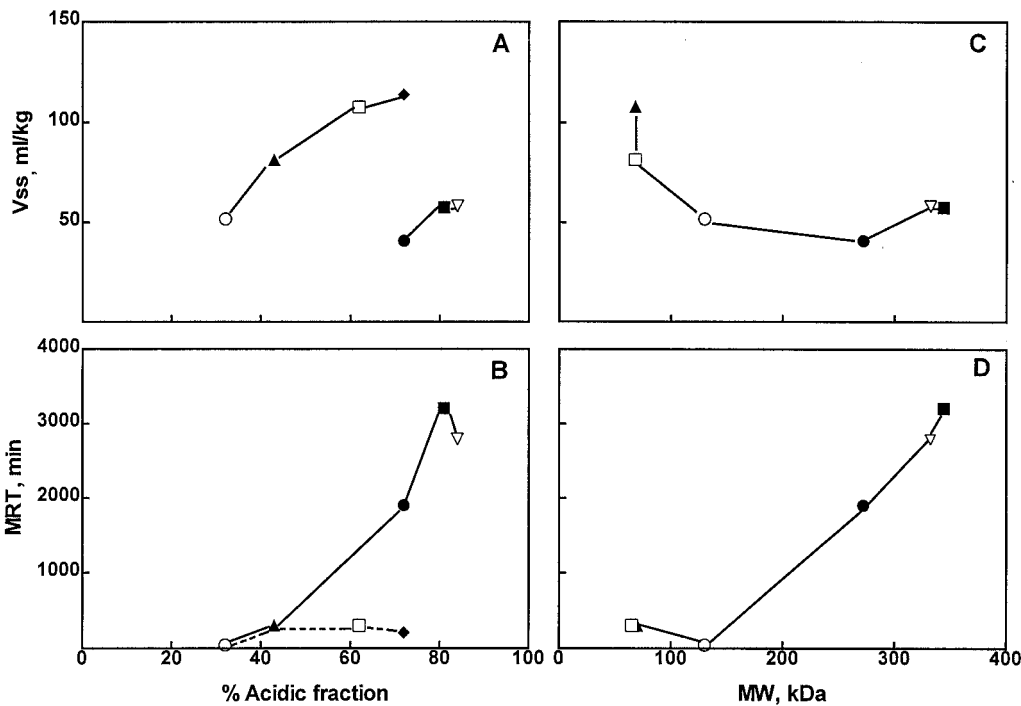 150
100
50
Vss, ml/kg
A
C
4000
3000
2000
1000
MRT, min
B
D
0 20 40 60 80 100
0 100 200 300 400
% Acidic fraction
MW, kDa